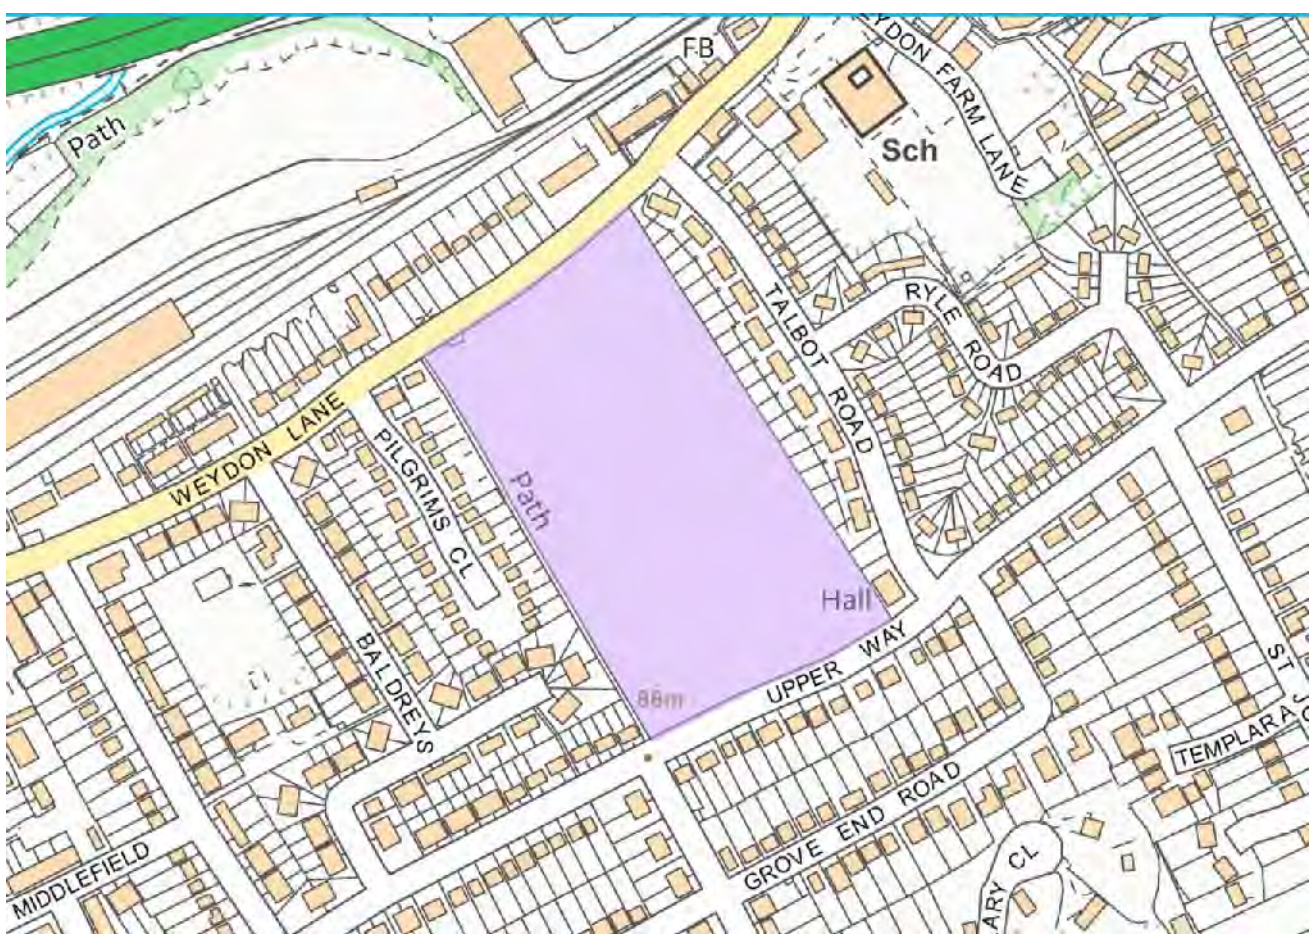 FB
YDON FARM LANE
Path
Sch
RYLE ROAD
TALBOT ROAD
WEYDON LANE
PILGRIMS CL
Path
Hall
BALDREYS
UPPER WAY
88m
ST J
TEMPLAR A
GROVE END ROAD
MIDDLEFIELD
ARY CL